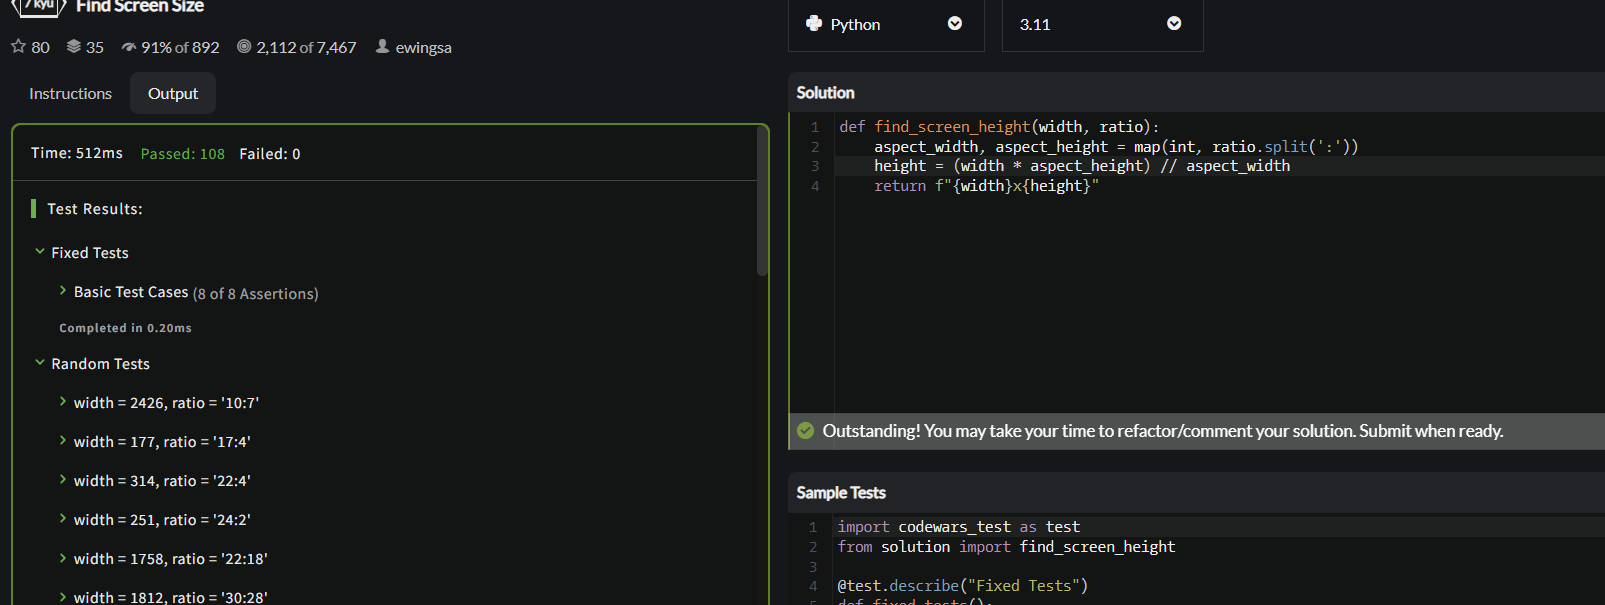 7 kyu Find Screen Size
80 35 91% of 892 2,112 of 7,467 ewingsa
Instructions Output
Time: 512ms Passed: 108 Failed: 0
Test Results:
Fixed Tests
Basic Test Cases (8 of 8 Assertions)
Completed in 0.20ms
Random Tests
width = 2426, ratio = '10:7'
width = 177, ratio = '17:4'
width = 314, ratio = '22:4'
width = 251, ratio = '24:2'
width = 1758, ratio = '22:18'
width = 1812, ratio = '30:28'
Python 3.11
Solution
1 def find_screen_height(width, ratio):
2 aspect_width, aspect_height = map(int, ratio.split(':'))
3 height = (width * aspect_height) // aspect_width
4 return f"{width}x{height}"
Outstanding! You may take your time to refactor/comment your solution. Submit when ready.
Sample Tests
1 import codewars_test as test
2 from solution import find_screen_height
3
4 @test.describe("Fixed Tests")
5 def fixed_tests():